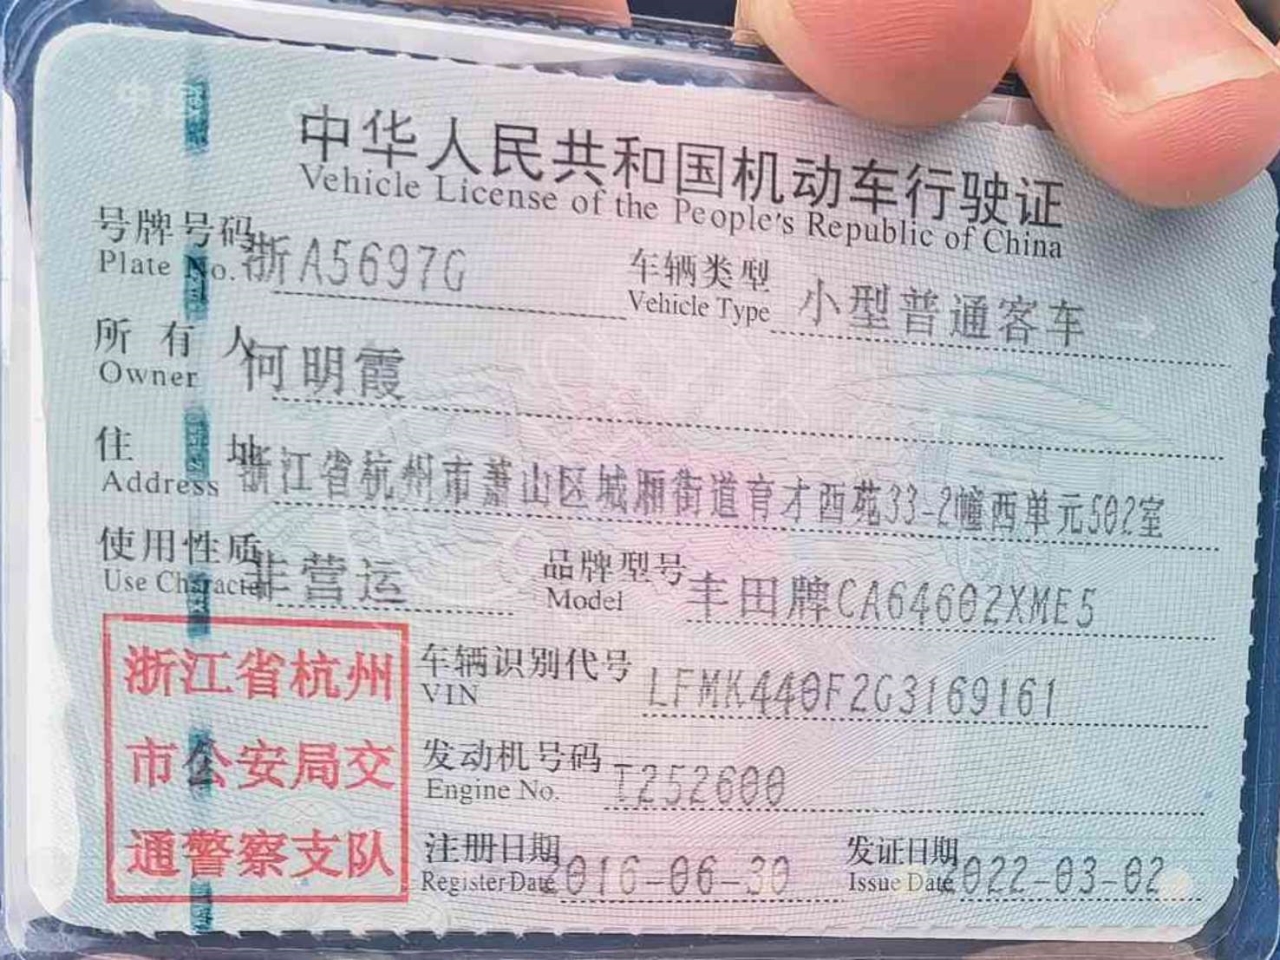 中华人民共和国机动车行驶证
Vehicle License of the People's Republic of China
号牌号码 浙A5697G 车辆类型 小型普通客车
Plate No. Vehicle Type
所有人 何明霞
Owner
住址 浙江省杭州市萧山区城厢街道育才西苑33-2幢西单元502室
Address
使用性质 非营运 品牌型号 丰田牌CA64602XME5
Use Character Model
浙江省杭州
市公安局交
通警察支队
车辆识别代号 LFMK440F2G3169161
VIN
发动机号码 T252600
Engine No.
注册日期 2016-06-30 发证日期 2022-03-02
Register Date Issue Date